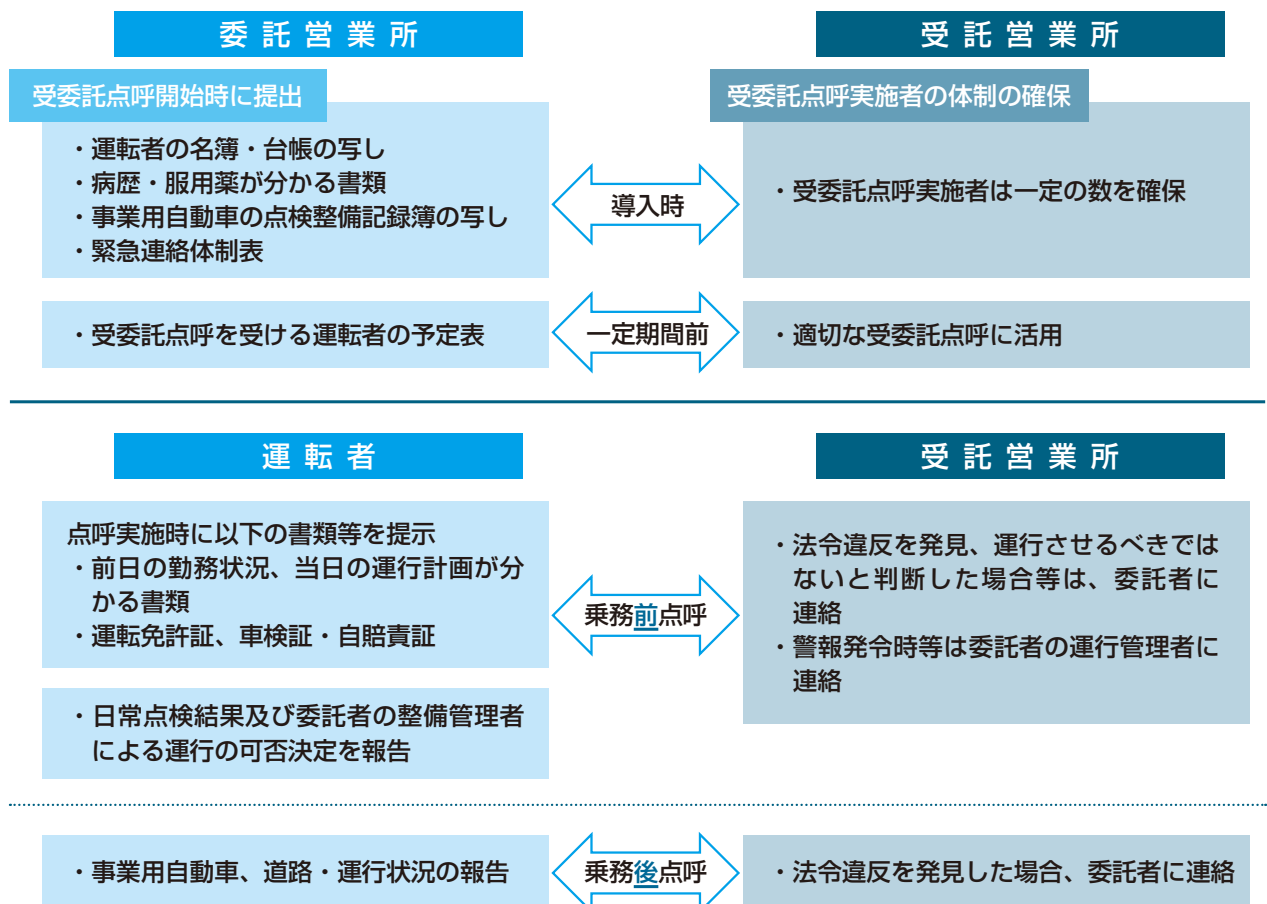 委託営業所
受託営業所
受委託点呼開始時に提出
・運転者の名簿・台帳の写し
・病歴・服用薬が分かる書類
・事業用自動車の点検整備記録簿の写し
・緊急連絡体制表
導入時
受委託点呼実施者の体制の確保
・受委託点呼実施者は一定の数を確保
・受委託点呼を受ける運転者の予定表
一定期間前
・適切な受委託点呼に活用
運転者
受託営業所
点呼実施時に以下の書類等を提示
・前日の勤務状況、当日の運行計画が分
かる書類
・運転免許証、車検証・自賠責証
・日常点検結果及び委託者の整備管理者
による運行の可否決定を報告
乗務前点呼
・法令違反を発見、運行させるべきでは
ないと判断した場合等は、委託者に
連絡
・警報発令時等は委託者の運行管理者に
連絡
・事業用自動車、道路・運行状況の報告
乗務後点呼
・法令違反を発見した場合、委託者に連絡